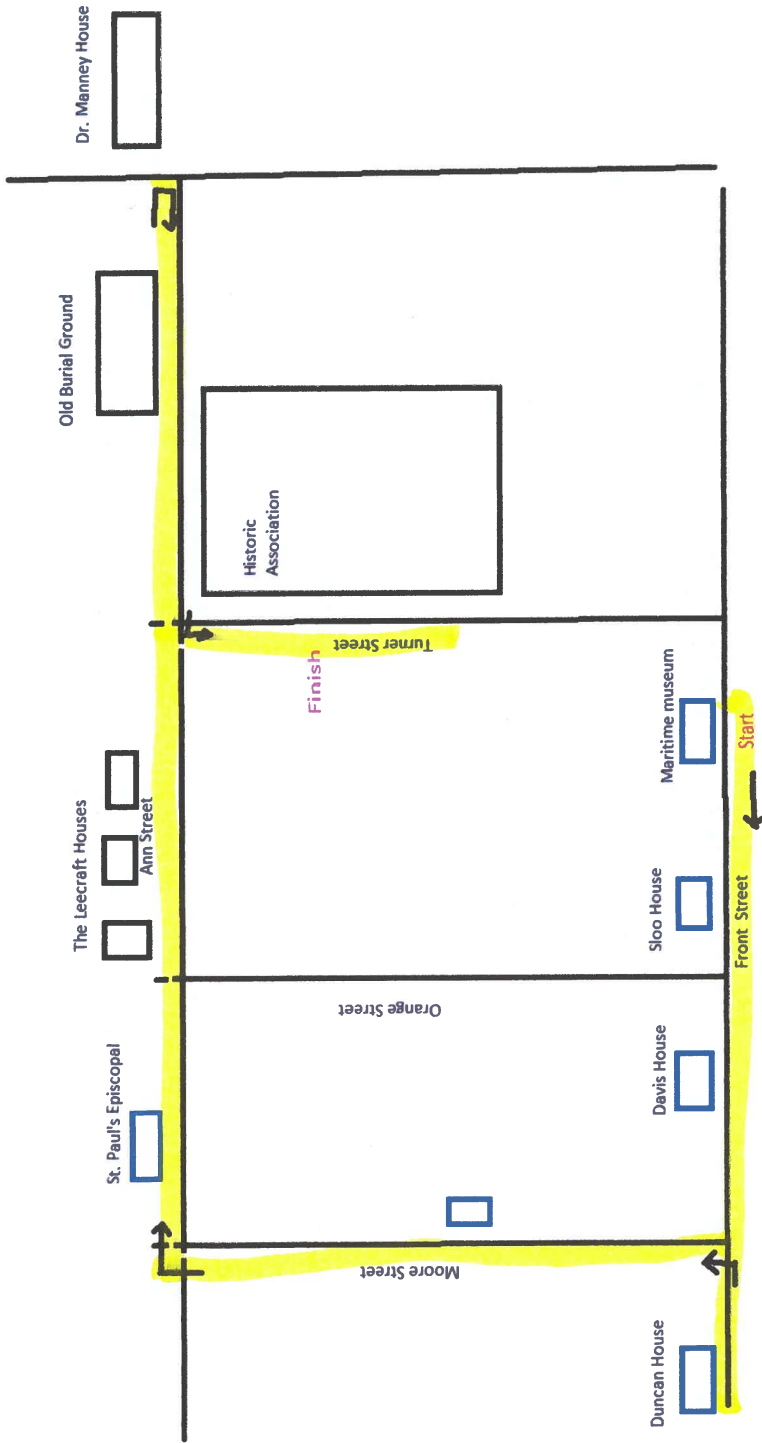 Dr. Manney House
Old Burial Ground
Historic
Association
Turner Street
Finish
The Leecraft Houses
Ann Street
Maritime museum
Start
Sloo House
Front Street
Orange Street
St. Paul's Episcopal
Davis House
Moore Street
Duncan House